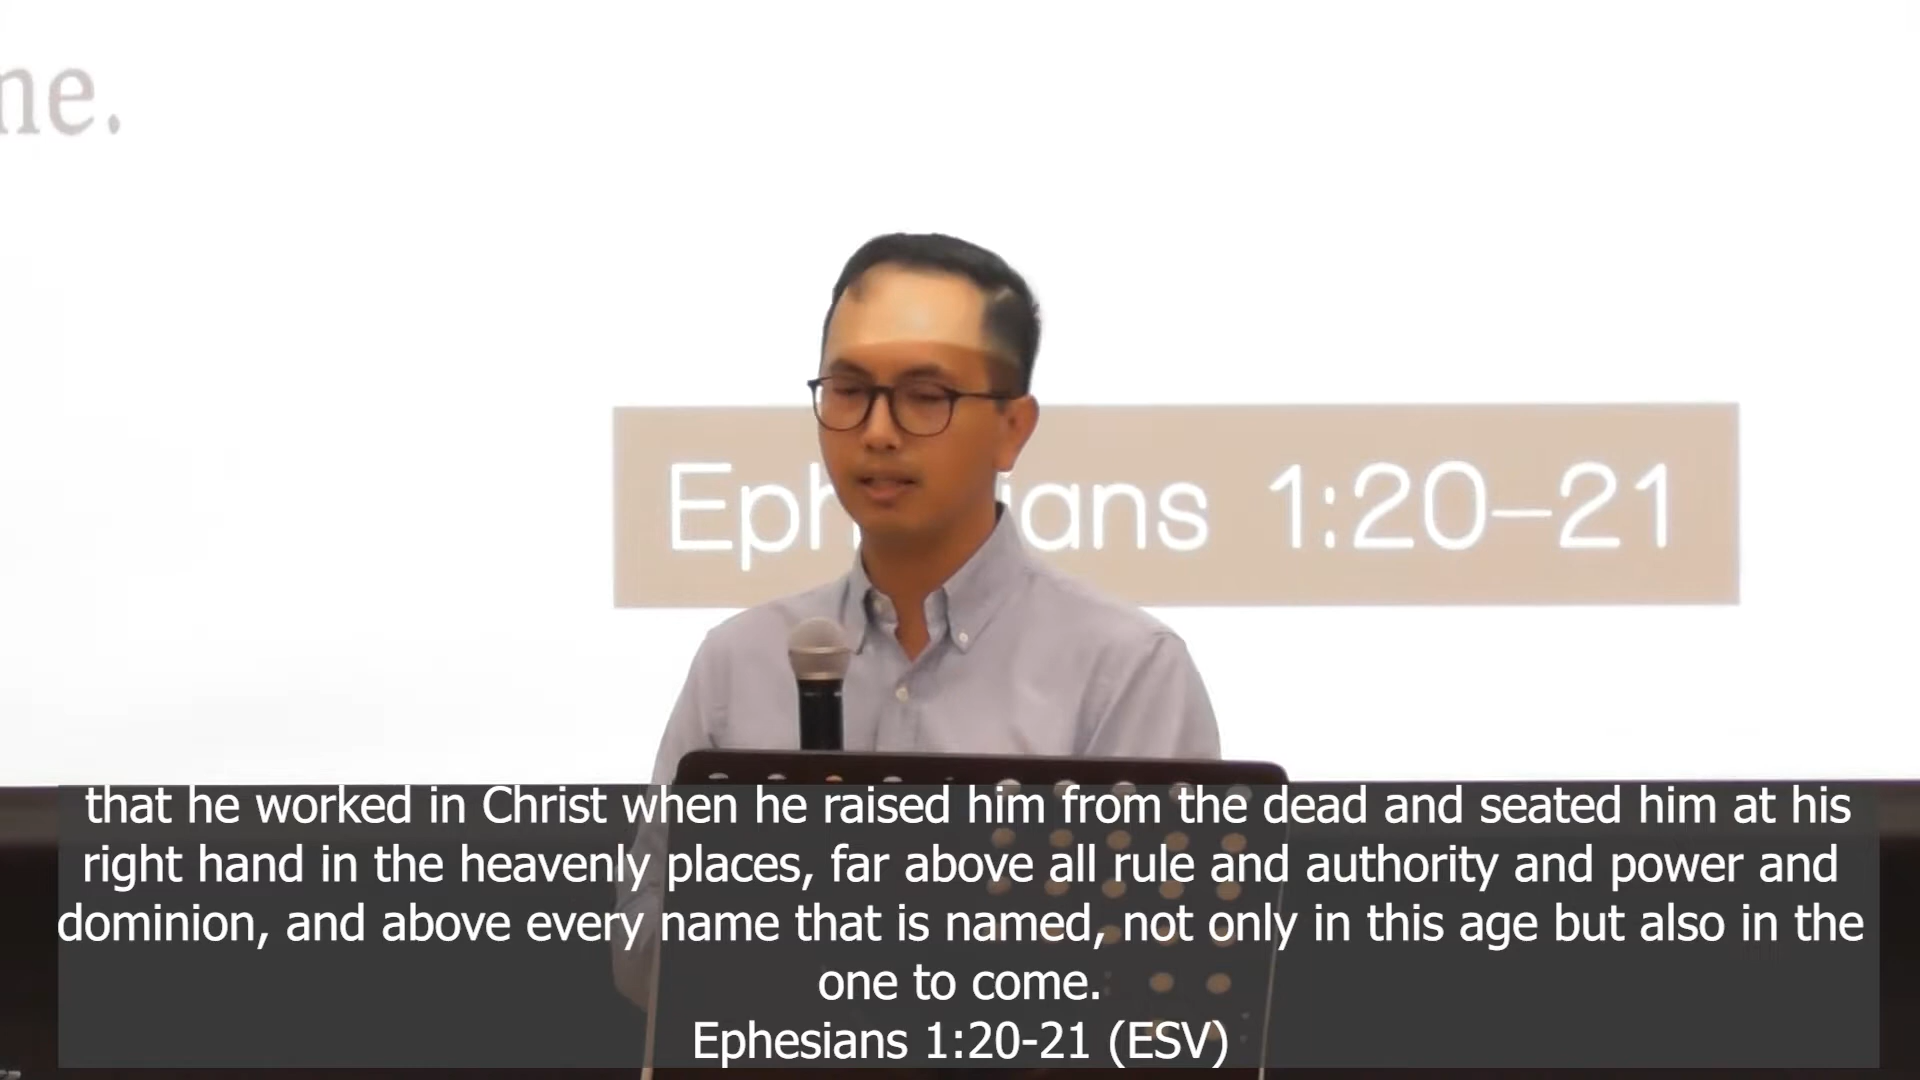 me.
Eph ians 1:20–21
that he worked in Christ when he raised him from the dead and seated him at his
right hand in the heavenly places, far above all rule and authority and power and
dominion, and above every name that is named, not only in this age but also in the
one to come.
Ephesians 1:20-21 (ESV)